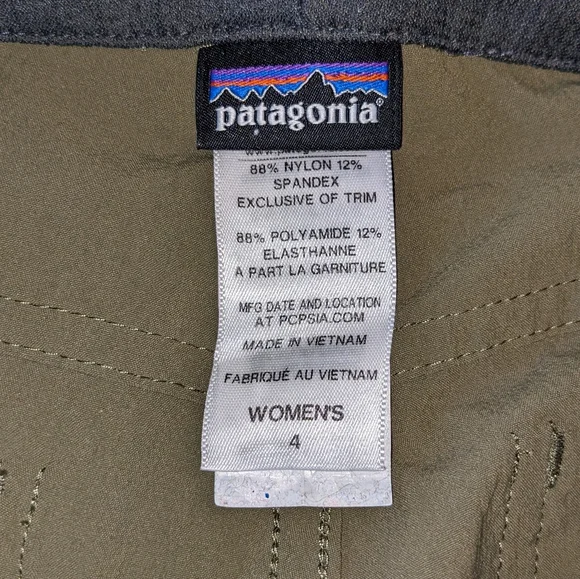 patagonia®
88% NYLON 12%
SPANDEX
EXCLUSIVE OF TRIM
88% POLYAMIDE 12%
ELASTHANNE
A PART LA GARNITURE
MFG DATE AND LOCATION
AT PCPSIA.COM
MADE IN VIETNAM
FABRIQUÉ AU VIETNAM
WOMEN'S
4